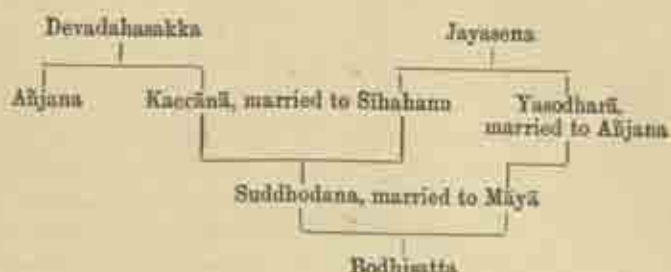 Devadahasakka Jayasena
Añjana Kaccānā, married to Sīhahanu Yasodharā,
married to Añjana
Suddhodana, married to Māyā
Bodhisatta